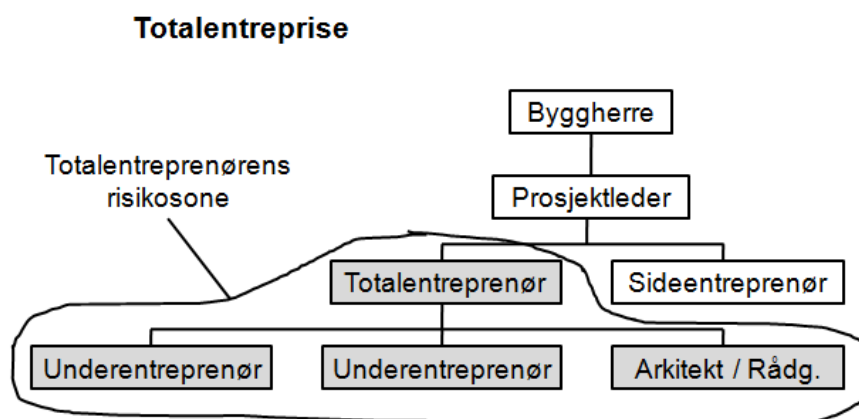 Totalentreprise
Byggherre
Totalentreprenørens
risikosone
Prosjektleder
Totalentreprenør
Sideentreprenør
Underentreprenør
Underentreprenør
Arkitekt / Rådg.